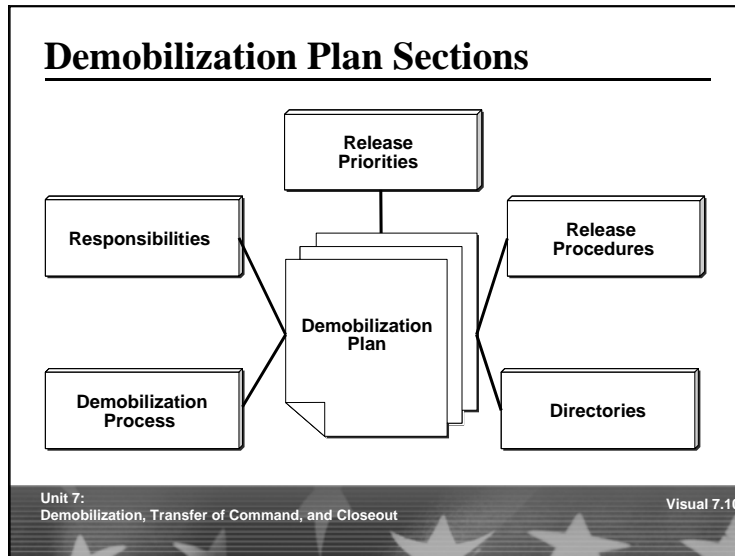 Demobilization Plan Sections
Release
Priorities
Responsibilities
Release
Procedures
Demobilization
Plan
Demobilization
Process
Directories
Unit 7:
Demobilization, Transfer of Command, and Closeout
Visual 7.10